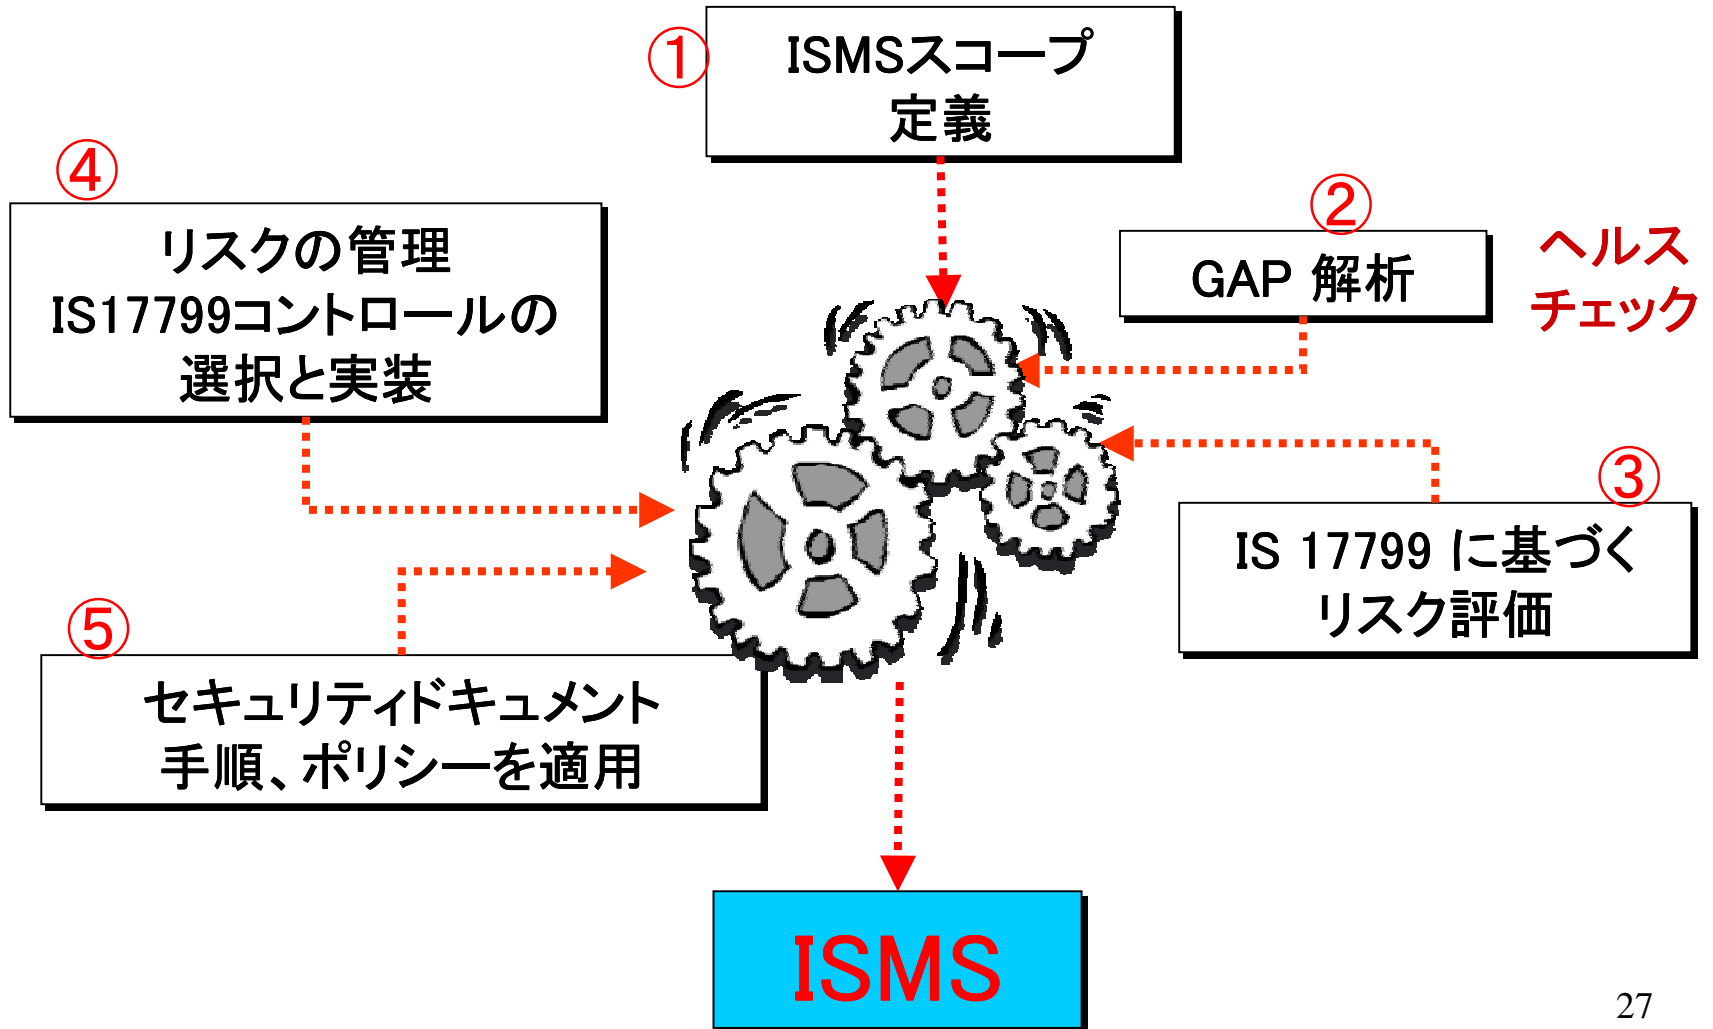 ①
ISMSスコープ
定義
②
GAP 解析
ヘルス
チェック
③
IS 17799 に基づく
リスク評価
④
リスクの管理
IS17799コントロールの
選択と実装
⑤
セキュリティドキュメント
手順、ポリシーを適用
ISMS
27